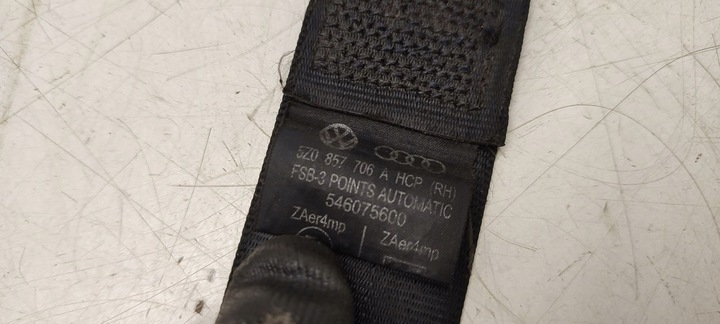 5Z0 857 706 A HCP (RH)
FSB-3 POINTS AUTOMATIC
546075600
ZAer4mp ZAer4mp